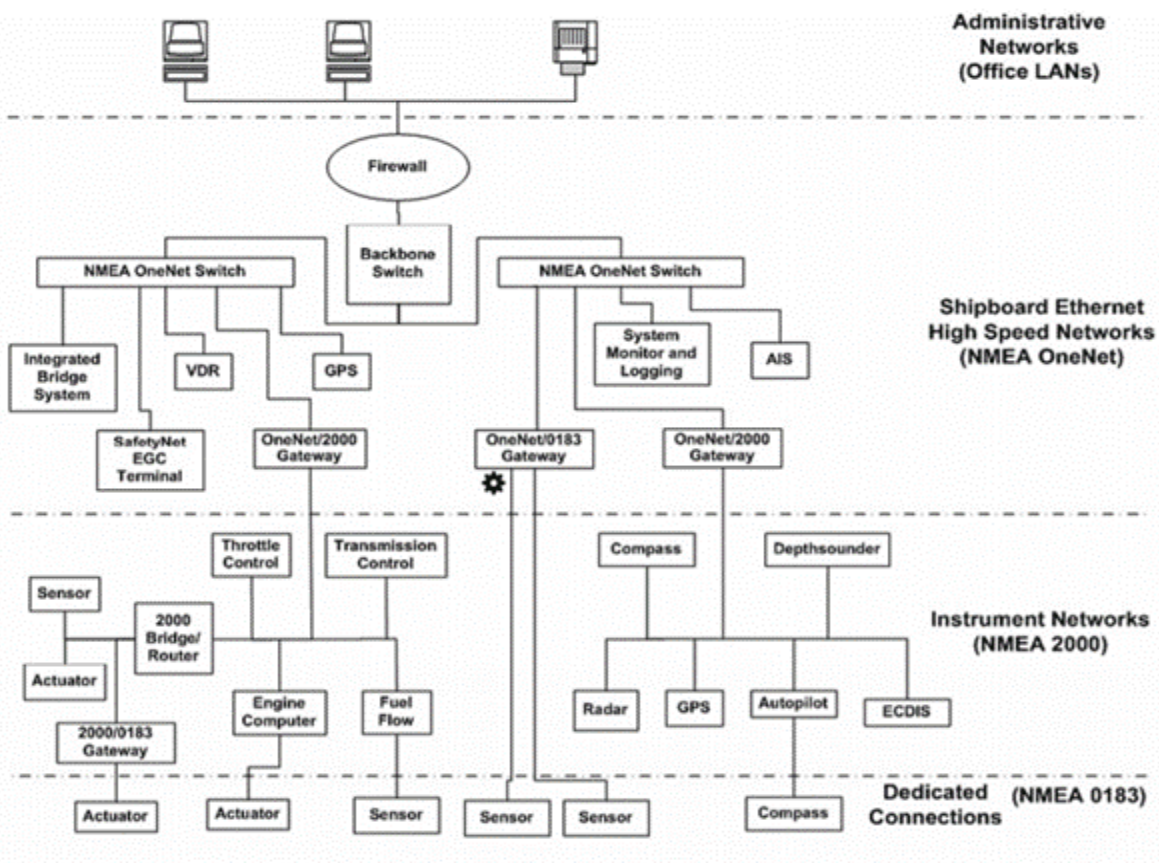 Administrative
Networks
(Office LANs)
Firewall
Backbone
Switch
NMEA OneNet Switch
NMEA OneNet Switch
Shipboard Ethernet
High Speed Networks
(NMEA OneNet)
Integrated
Bridge
System
VDR
GPS
System
Monitor and
Logging
AIS
SafetyNet
EGC
Terminal
OneNet/2000
Gateway
OneNet/0183
Gateway
OneNet/2000
Gateway
Throttle
Control
Transmission
Control
Compass
Depthsounder
Sensor
2000
Bridge/
Router
Instrument Networks
(NMEA 2000)
Actuator
Engine
Computer
Fuel
Flow
Radar
GPS
Autopilot
ECDIS
2000/0183
Gateway
Actuator
Actuator
Sensor
Sensor
Sensor
Compass
Dedicated
Connections
(NMEA 0183)